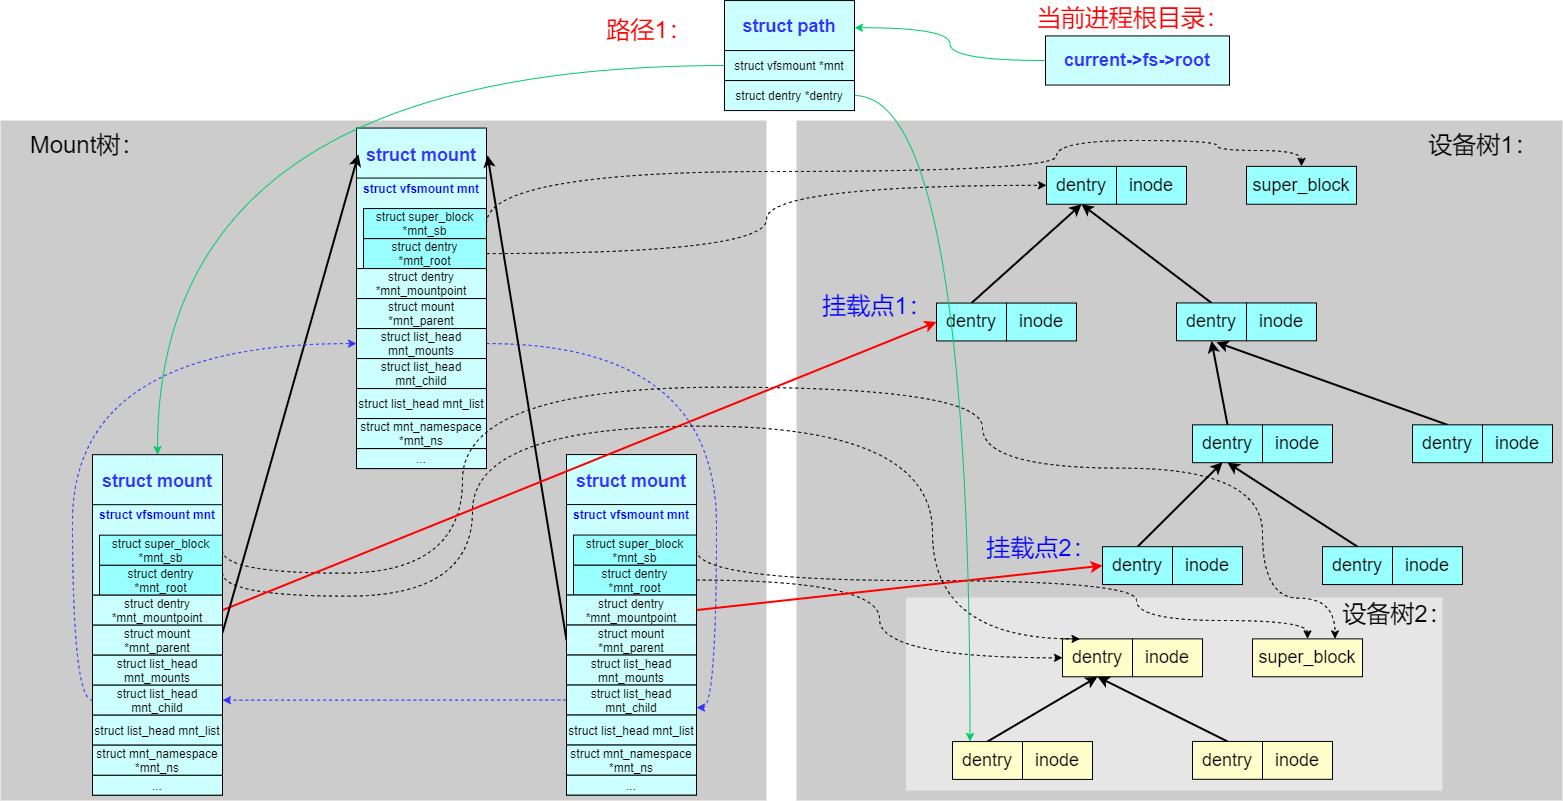 路径1：
struct path
struct vfsmount *mnt
struct dentry *dentry
当前进程根目录：
current->fs->root
Mount树：
struct mount
struct vfsmount mnt
struct super_block
*mnt_sb
struct dentry
*mnt_root
struct dentry
*mnt_mountpoint
struct mount
*mnt_parent
struct list_head
mnt_mounts
struct list_head
mnt_child
struct list_head mnt_list
struct mnt_namespace
*mnt_ns
...
struct mount
struct vfsmount mnt
struct super_block
*mnt_sb
struct dentry
*mnt_root
struct dentry
*mnt_mountpoint
struct mount
*mnt_parent
struct list_head
mnt_mounts
struct list_head
mnt_child
struct list_head mnt_list
struct mnt_namespace
*mnt_ns
...
struct mount
struct vfsmount mnt
struct super_block
*mnt_sb
struct dentry
*mnt_root
struct dentry
*mnt_mountpoint
struct mount
*mnt_parent
struct list_head
mnt_mounts
struct list_head
mnt_child
struct list_head mnt_list
struct mnt_namespace
*mnt_ns
...
设备树1：
dentry inode
super_block
挂载点1：
dentry inode
dentry inode
dentry inode
dentry inode
挂载点2：
dentry inode
dentry inode
设备树2：
dentry inode
super_block
dentry inode
dentry inode